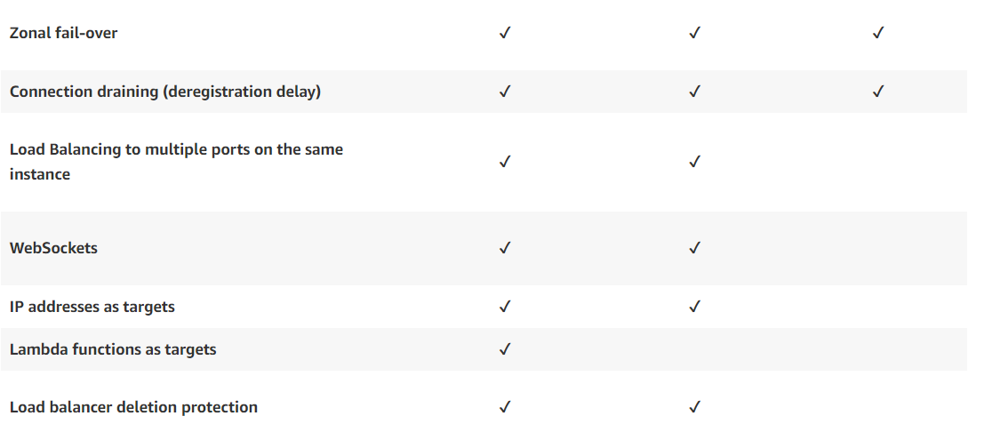 Zonal fail-over ✓ ✓ ✓
Connection draining (deregistration delay) ✓ ✓ ✓
Load Balancing to multiple ports on the same
instance ✓ ✓
WebSockets ✓ ✓
IP addresses as targets ✓ ✓
Lambda functions as targets ✓
Load balancer deletion protection ✓ ✓